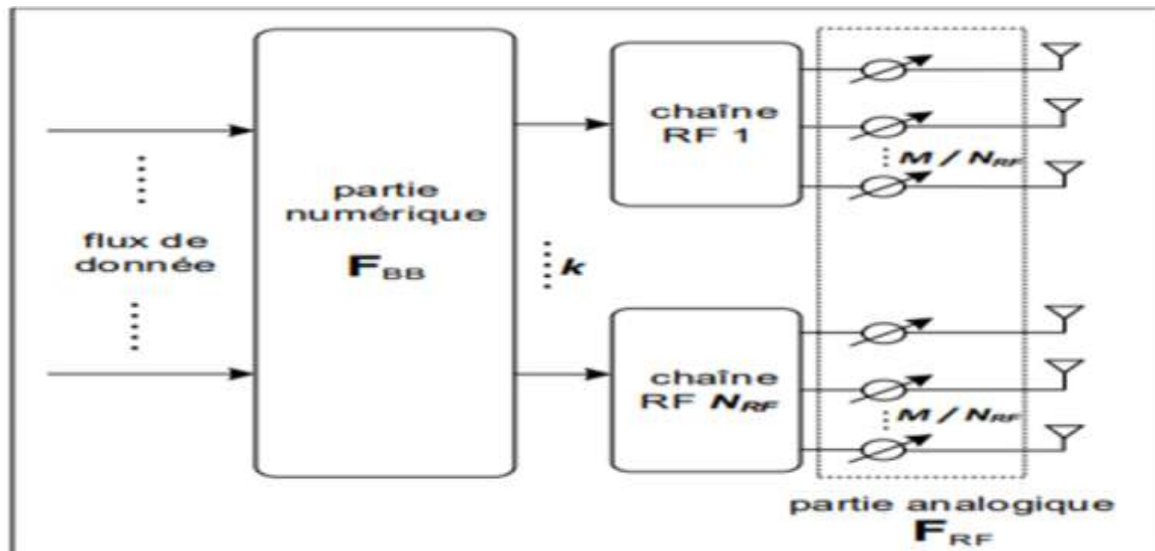 flux de
donnée
partie
numérique
F_BB
k
chaîne
RF 1
M / N_RF
chaîne
RF N_RF
M / N_RF
partie analogique
F_RF